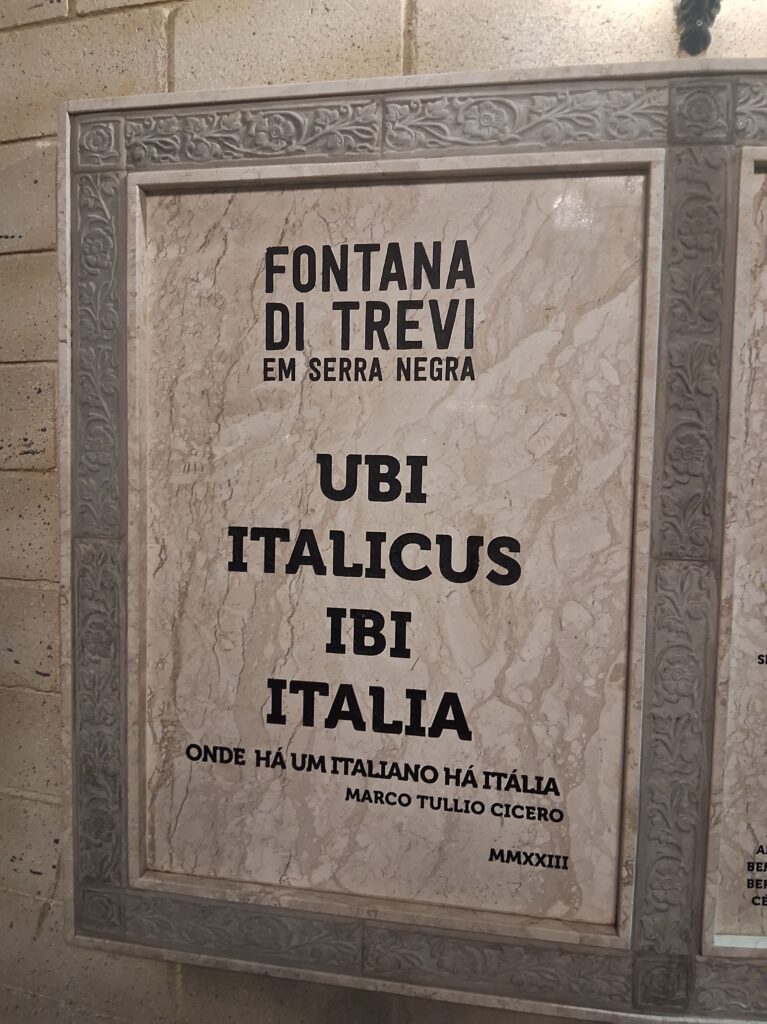 FONTANA
DI TREVI
EM SERRA NEGRA
UBI
ITALICUS
IBI
ITALIA
ONDE HÁ UM ITALIANO HÁ ITÁLIA
MARCO TULLIO CICERO
MMXXIII